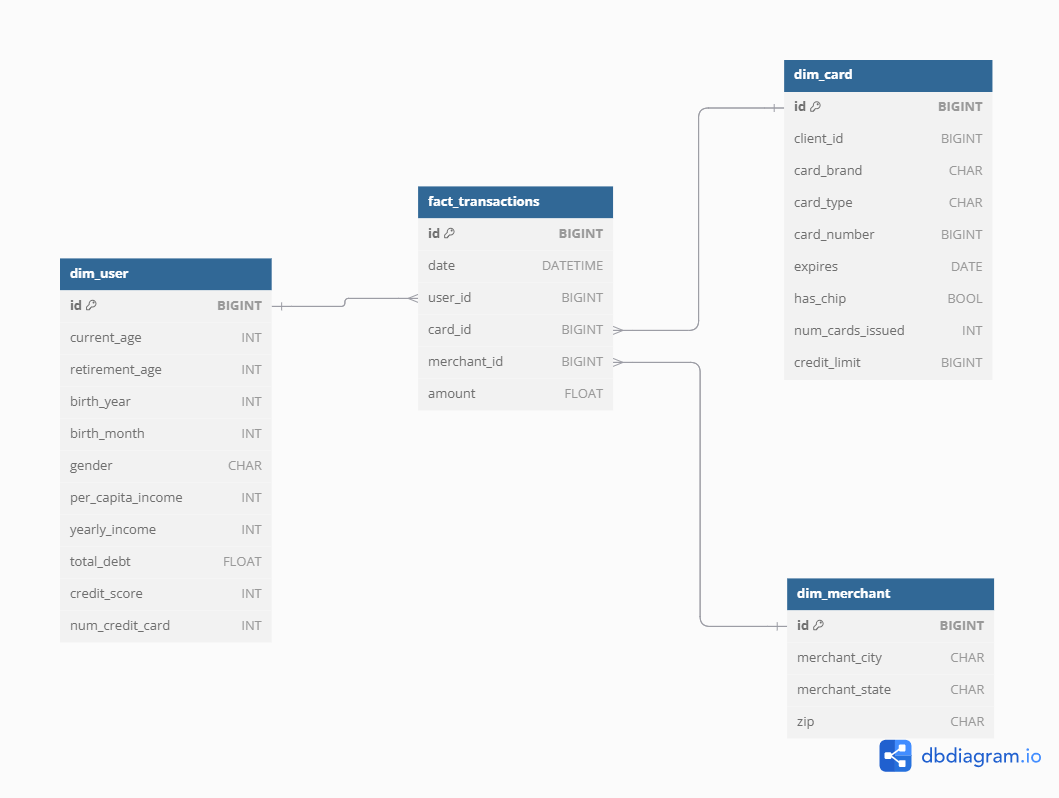 dim_card
id BIGINT
client_id BIGINT
card_brand CHAR
card_type CHAR
card_number BIGINT
expires DATE
has_chip BOOL
num_cards_issued INT
credit_limit BIGINT
fact_transactions
id BIGINT
date DATETIME
user_id BIGINT
card_id BIGINT
merchant_id BIGINT
amount FLOAT
dim_user
id BIGINT
current_age INT
retirement_age INT
birth_year INT
birth_month INT
gender CHAR
per_capita_income INT
yearly_income INT
total_debt FLOAT
credit_score INT
num_credit_card INT
dim_merchant
id BIGINT
merchant_city CHAR
merchant_state CHAR
zip CHAR
dbdiagram.io